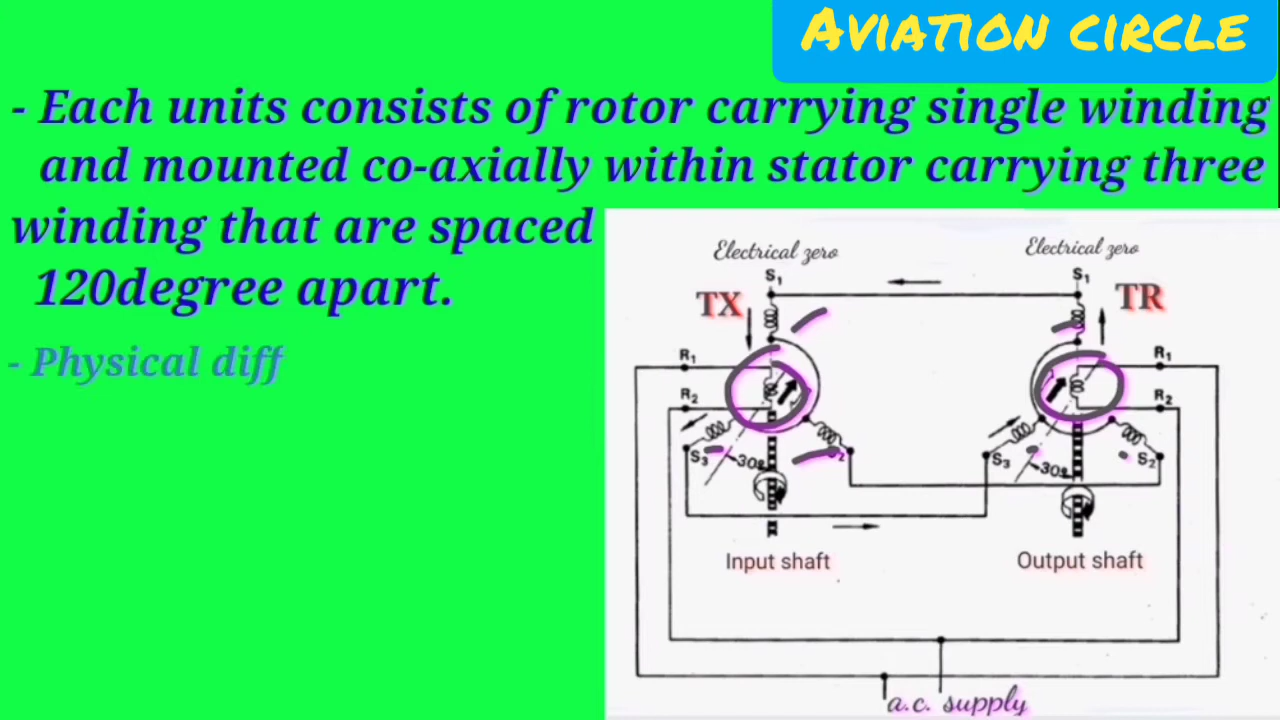 AVIATION CIRCLE
- Each units consists of rotor carrying single winding
and mounted co-axially within stator carrying three
winding that are spaced
120degree apart.
- Physical diff
Electrical zero
Electrical zero
S1
S1
TX
TR
R1
R1
R2
R2
S3
30°
S2
S3
30°
S2
Input shaft
Output shaft
a.c. supply